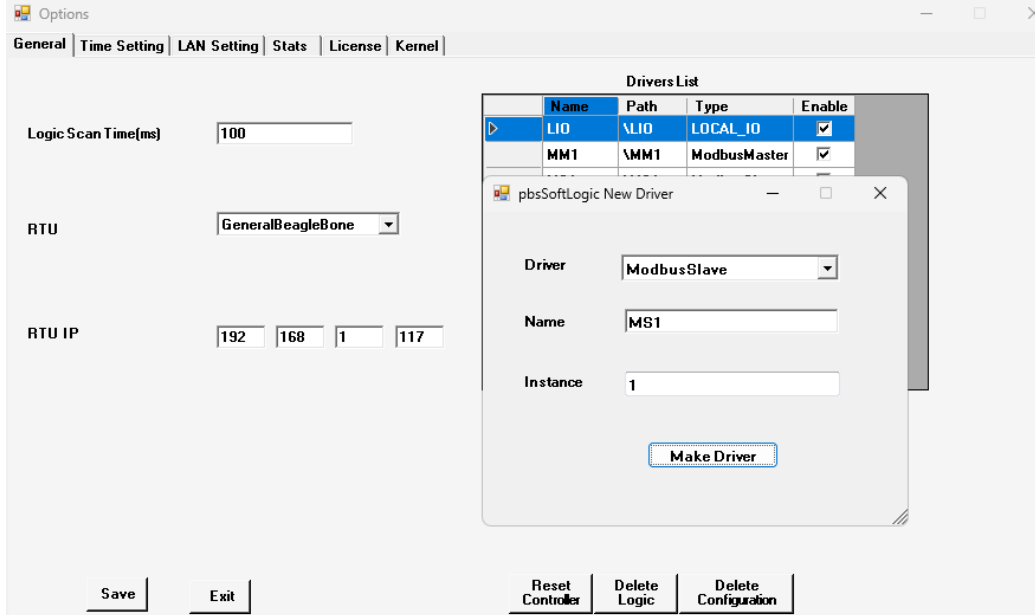 Options
General Time Setting LAN Setting Stats License Kernel
Drivers List
Name Path Type Enable
LIO \LIO LOCAL_IO
MM1 \MM1 ModbusMaster
Logic Scan Time(ms) 100
RTU GeneralBeagleBone
RTU IP 192 168 1 117
pbsSoftLogic New Driver
Driver ModbusSlave
Name MS1
Instance 1
Make Driver
Save
Exit
Reset Controller
Delete Logic
Delete Configuration